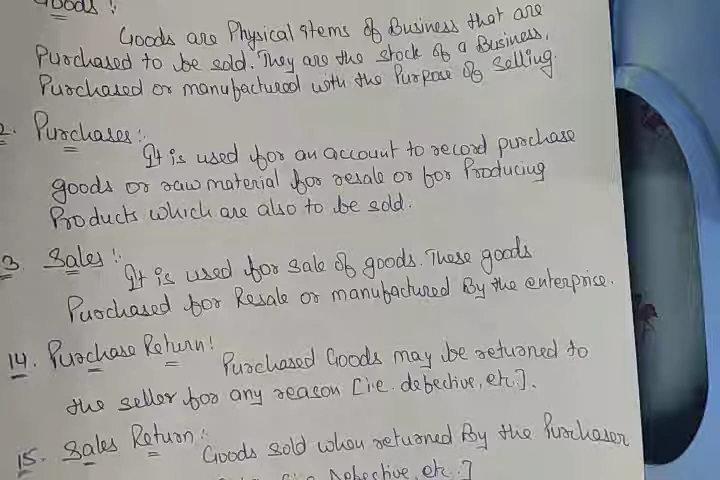 Goods :
Goods are Physical items of Business that are
Purchased to be sold. They are the stock of a Business,
Purchased or manufactured with the Purpose of Selling.
2. Purchases :
It is used for an account to record purchase
goods or raw material for resale or for Producing
Products which are also to be sold.
3. Sales :
It is used for sale of goods. These goods
Purchased for Resale or manufactured By the enterprise.
14. Purchase Return :
Purchased Goods may be returned to
the seller for any reason [i.e. defective, etc.].
15. Sales Return :
Goods sold when returned By the Purchaser
Defective, etc.]